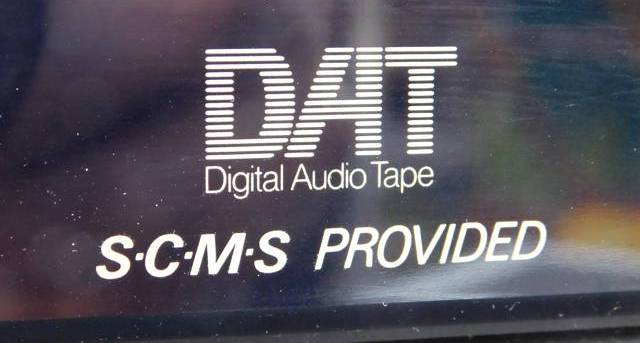 DAT
Digital Audio Tape
S·C·M·S PROVIDED